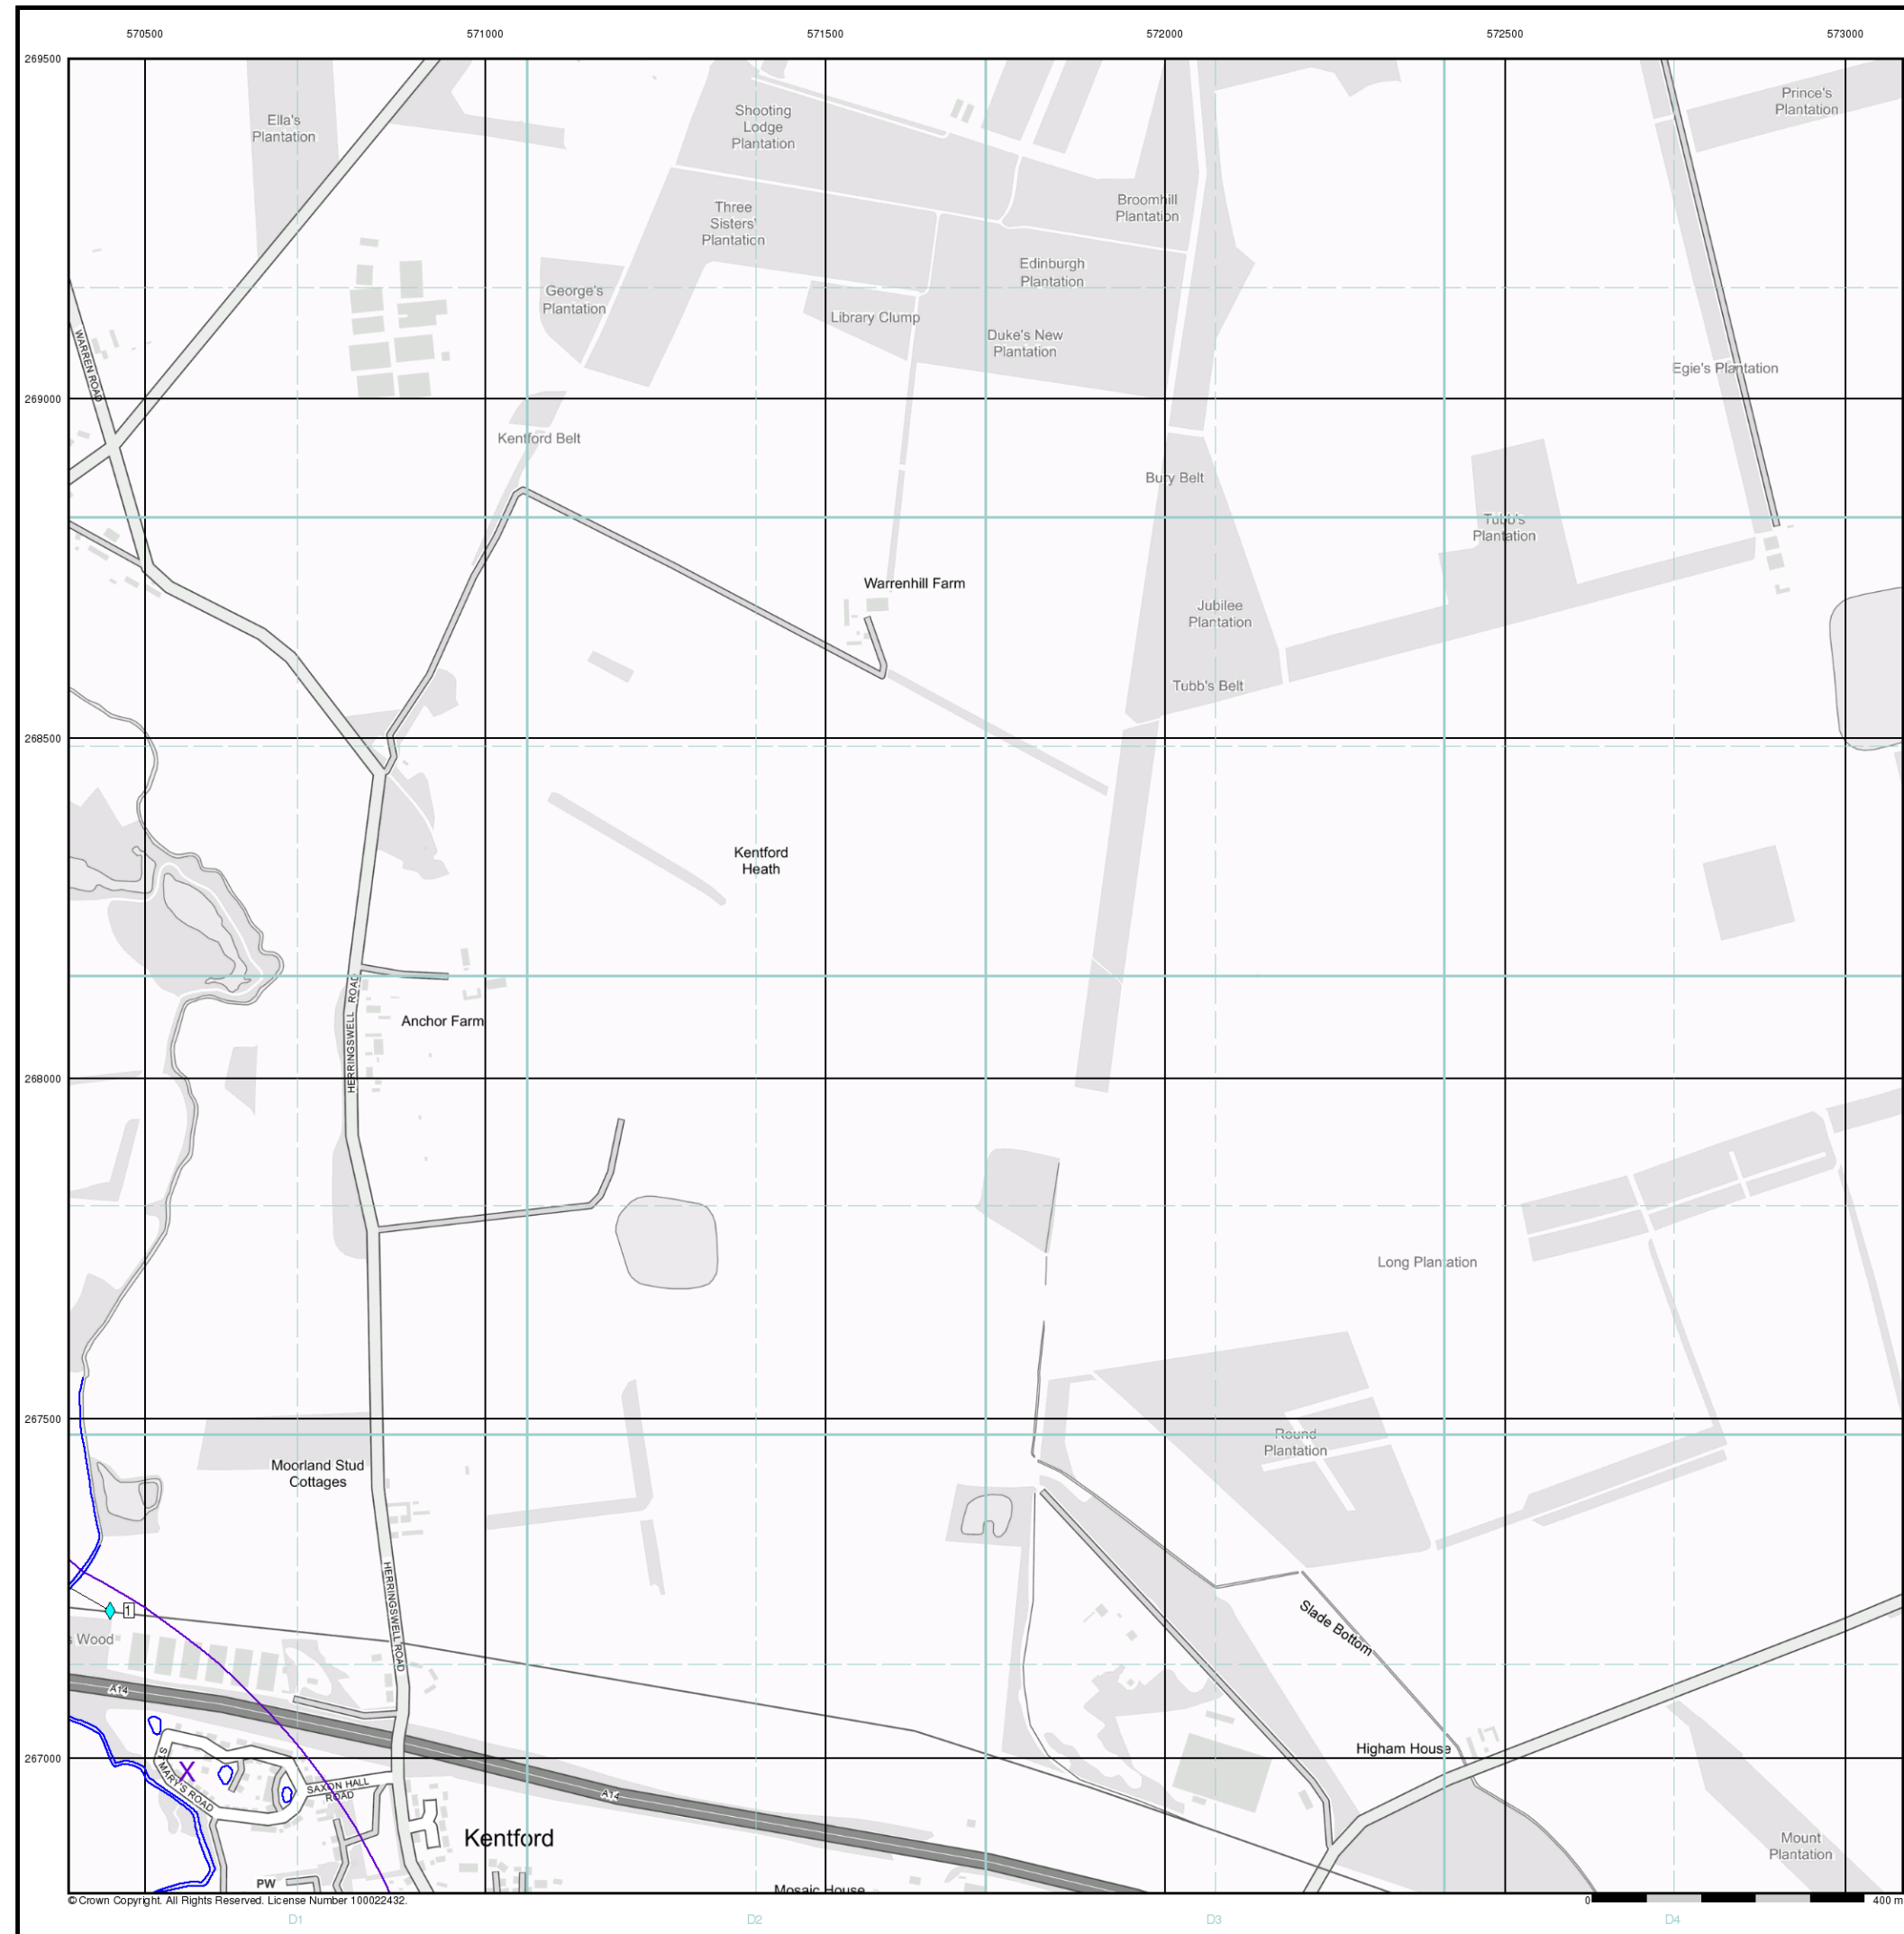 570500 571000 571500 572000 572500 573000
269500
Prince's
Plantation
Shooting
Lodge
Plantation
Ella's
Plantation
Broomhill
Plantation
Three
Sisters'
Plantation
Edinburgh
Plantation
George's
Plantation
Library Clump
Duke's New
Plantation
WARREN ROAD
Egie's Plantation
269000
Kentford Belt
Bury Belt
Tubb's
Plantation
Warrenhill Farm
Jubilee
Plantation
Tubb's Belt
268500
Kentford
Heath
HERRINGSWELL ROAD
Anchor Farm
268000
Long Plantation
267500
Round
Plantation
Moorland Stud
Cottages
HERRINGSWELL ROAD
1
Slade Bottom
s Wood
A14
Higham House
267000
ST MARY'S ROAD
SAXON HALL
ROAD
A14
Kentford
Mount
Plantation
PW
Mosaic House
© Crown Copyright. All Rights Reserved. License Number 100022432.
0 400 m
D1 D2 D3 D4